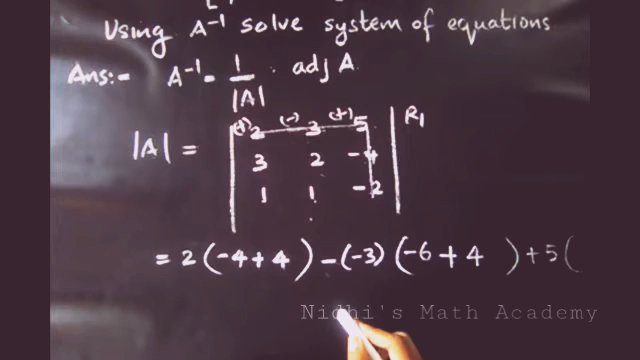 Using A⁻¹ solve system of equations
Ans:- A⁻¹ = 1/|A| . adj A
|A| = | (+)2 (-) 3 (+)5 | R₁
3 2 -4
1 1 -2
= 2(-4+4) - (-3)(-6+4) + 5(
Nidhi's Math Academy